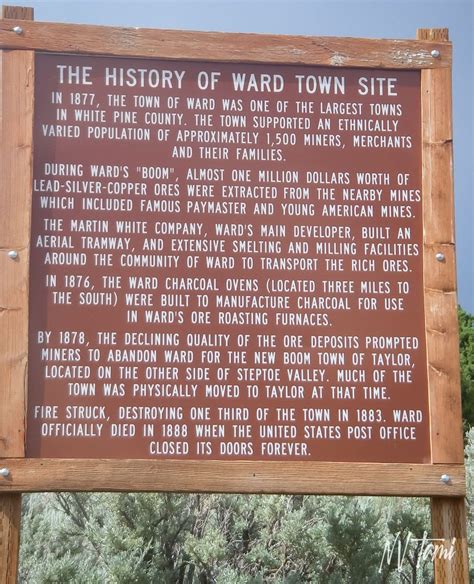 THE HISTORY OF WARD TOWN SITE
IN 1877, THE TOWN OF WARD WAS ONE OF THE LARGEST TOWNS
IN WHITE PINE COUNTY. THE TOWN SUPPORTED AN ETHNICALLY
VARIED POPULATION OF APPROXIMATELY 1,500 MINERS, MERCHANTS
AND THEIR FAMILIES.
DURING WARD'S "BOOM", ALMOST ONE MILLION DOLLARS WORTH OF
LEAD-SILVER-COPPER ORES WERE EXTRACTED FROM THE NEARBY MINES
WHICH INCLUDED FAMOUS PAYMASTER AND YOUNG AMERICAN MINES.
THE MARTIN WHITE COMPANY, WARD'S MAIN DEVELOPER, BUILT AN
AERIAL TRAMWAY, AND EXTENSIVE SMELTING AND MILLING FACILITIES
AROUND THE COMMUNITY OF WARD TO TRANSPORT THE RICH ORES.
IN 1876, THE WARD CHARCOAL OVENS (LOCATED THREE MILES TO
THE SOUTH) WERE BUILT TO MANUFACTURE CHARCOAL FOR USE
IN WARD'S ORE ROASTING FURNACES.
BY 1878, THE DECLINING QUALITY OF THE ORE DEPOSITS PROMPTED
MINERS TO ABANDON WARD FOR THE NEW BOOM TOWN OF TAYLOR,
LOCATED ON THE OTHER SIDE OF STEPTOE VALLEY. MUCH OF THE
TOWN WAS PHYSICALLY MOVED TO TAYLOR AT THAT TIME.
FIRE STRUCK, DESTROYING ONE THIRD OF THE TOWN IN 1883. WARD
OFFICIALLY DIED IN 1888 WHEN THE UNITED STATES POST OFFICE
CLOSED ITS DOORS FOREVER.
NV Tami